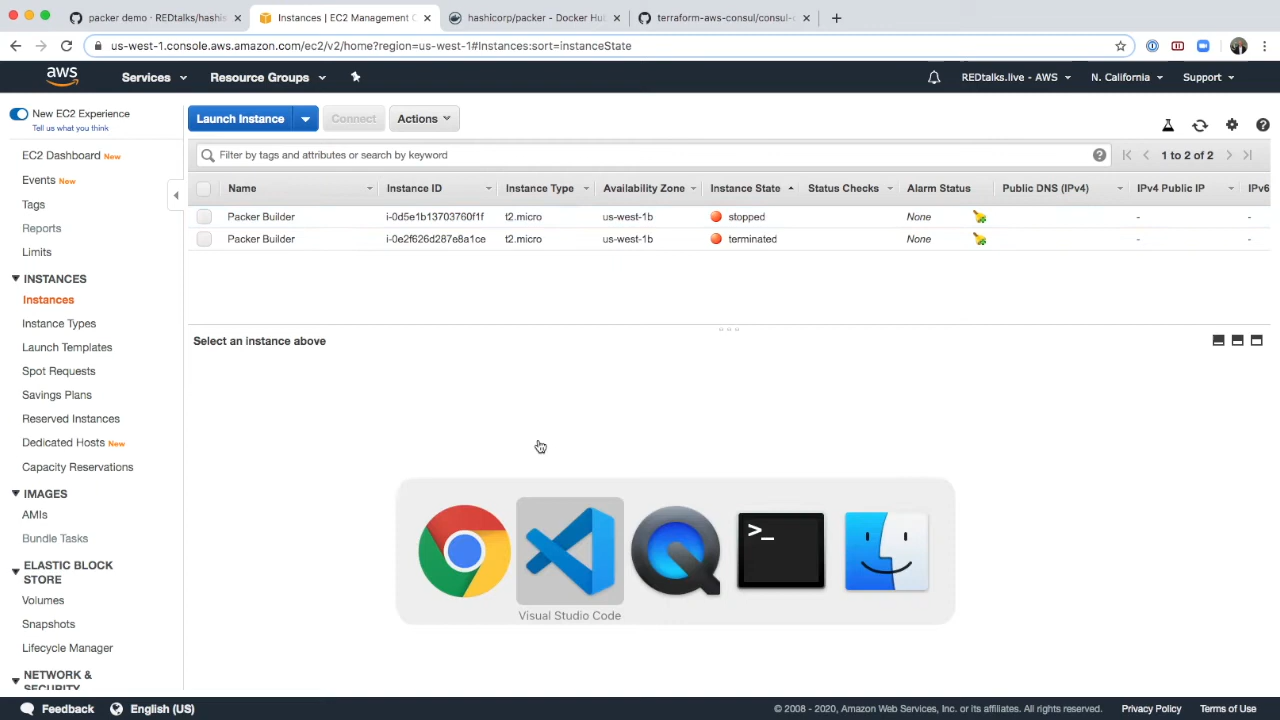 packer demo · REDtalks/hashis
Instances | EC2 Management C
hashicorp/packer - Docker Hub
terraform-aws-consul/consul-c
us-west-1.console.aws.amazon.com/ec2/v2/home?region=us-west-1#Instances:sort=instanceState
aws
Services
Resource Groups
REDtalks.live - AWS
N. California
Support
New EC2 Experience
Tell us what you think
EC2 Dashboard New
Events New
Tags
Reports
Limits
INSTANCES
Instances
Instance Types
Launch Templates
Spot Requests
Savings Plans
Reserved Instances
Dedicated Hosts New
Capacity Reservations
IMAGES
AMIs
Bundle Tasks
ELASTIC BLOCK
STORE
Volumes
Snapshots
Lifecycle Manager
NETWORK &
SECURITY
Launch Instance
Connect
Actions
Filter by tags and attributes or search by keyword
1 to 2 of 2
Name Instance ID Instance Type Availability Zone Instance State Status Checks Alarm Status Public DNS (IPv4) IPv4 Public IP IPv6
Packer Builder i-0d5e1b13703760f1f t2.micro us-west-1b stopped None - -
Packer Builder i-0e2f626d287e8a1ce t2.micro us-west-1b terminated None - -
Select an instance above
>_
Visual Studio Code
Feedback
English (US)
© 2008 - 2020, Amazon Web Services, Inc. or its affiliates. All rights reserved.
Privacy Policy
Terms of Use